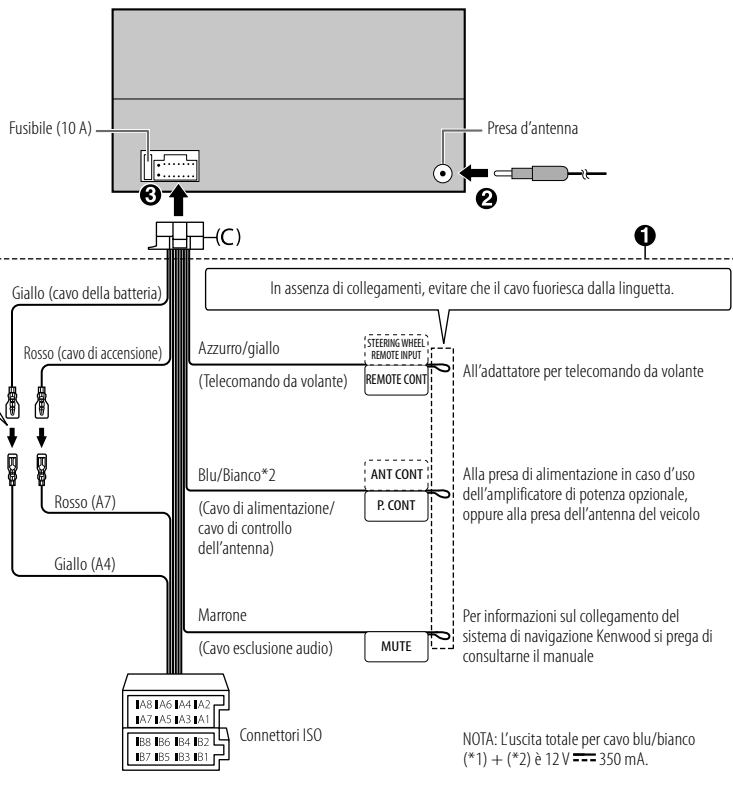 Fusibile (10 A)
Presa d'antenna
❸
❷
(C)
❶
In assenza di collegamenti, evitare che il cavo fuoriesca dalla linguetta.
Giallo (cavo della batteria)
Rosso (cavo di accensione)
Azzurro/giallo
(Telecomando da volante)
STEERING WHEEL
REMOTE INPUT
REMOTE CONT
All'adattatore per telecomando da volante
Blu/Bianco*2
(Cavo di alimentazione/
cavo di controllo
dell'antenna)
ANT CONT
P. CONT
Alla presa di alimentazione in caso d'uso
dell'amplificatore di potenza opzionale,
oppure alla presa dell'antenna del veicolo
Rosso (A7)
Giallo (A4)
Marrone
(Cavo esclusione audio)
MUTE
Per informazioni sul collegamento del
sistema di navigazione Kenwood si prega di
consultarne il manuale
A8 A6 A4 A2
A7 A5 A3 A1
B8 B6 B4 B2
B7 B5 B3 B1
Connettori ISO
NOTA: L'uscita totale per cavo blu/bianco
(*1) + (*2) è 12 V ⎓ 350 mA.